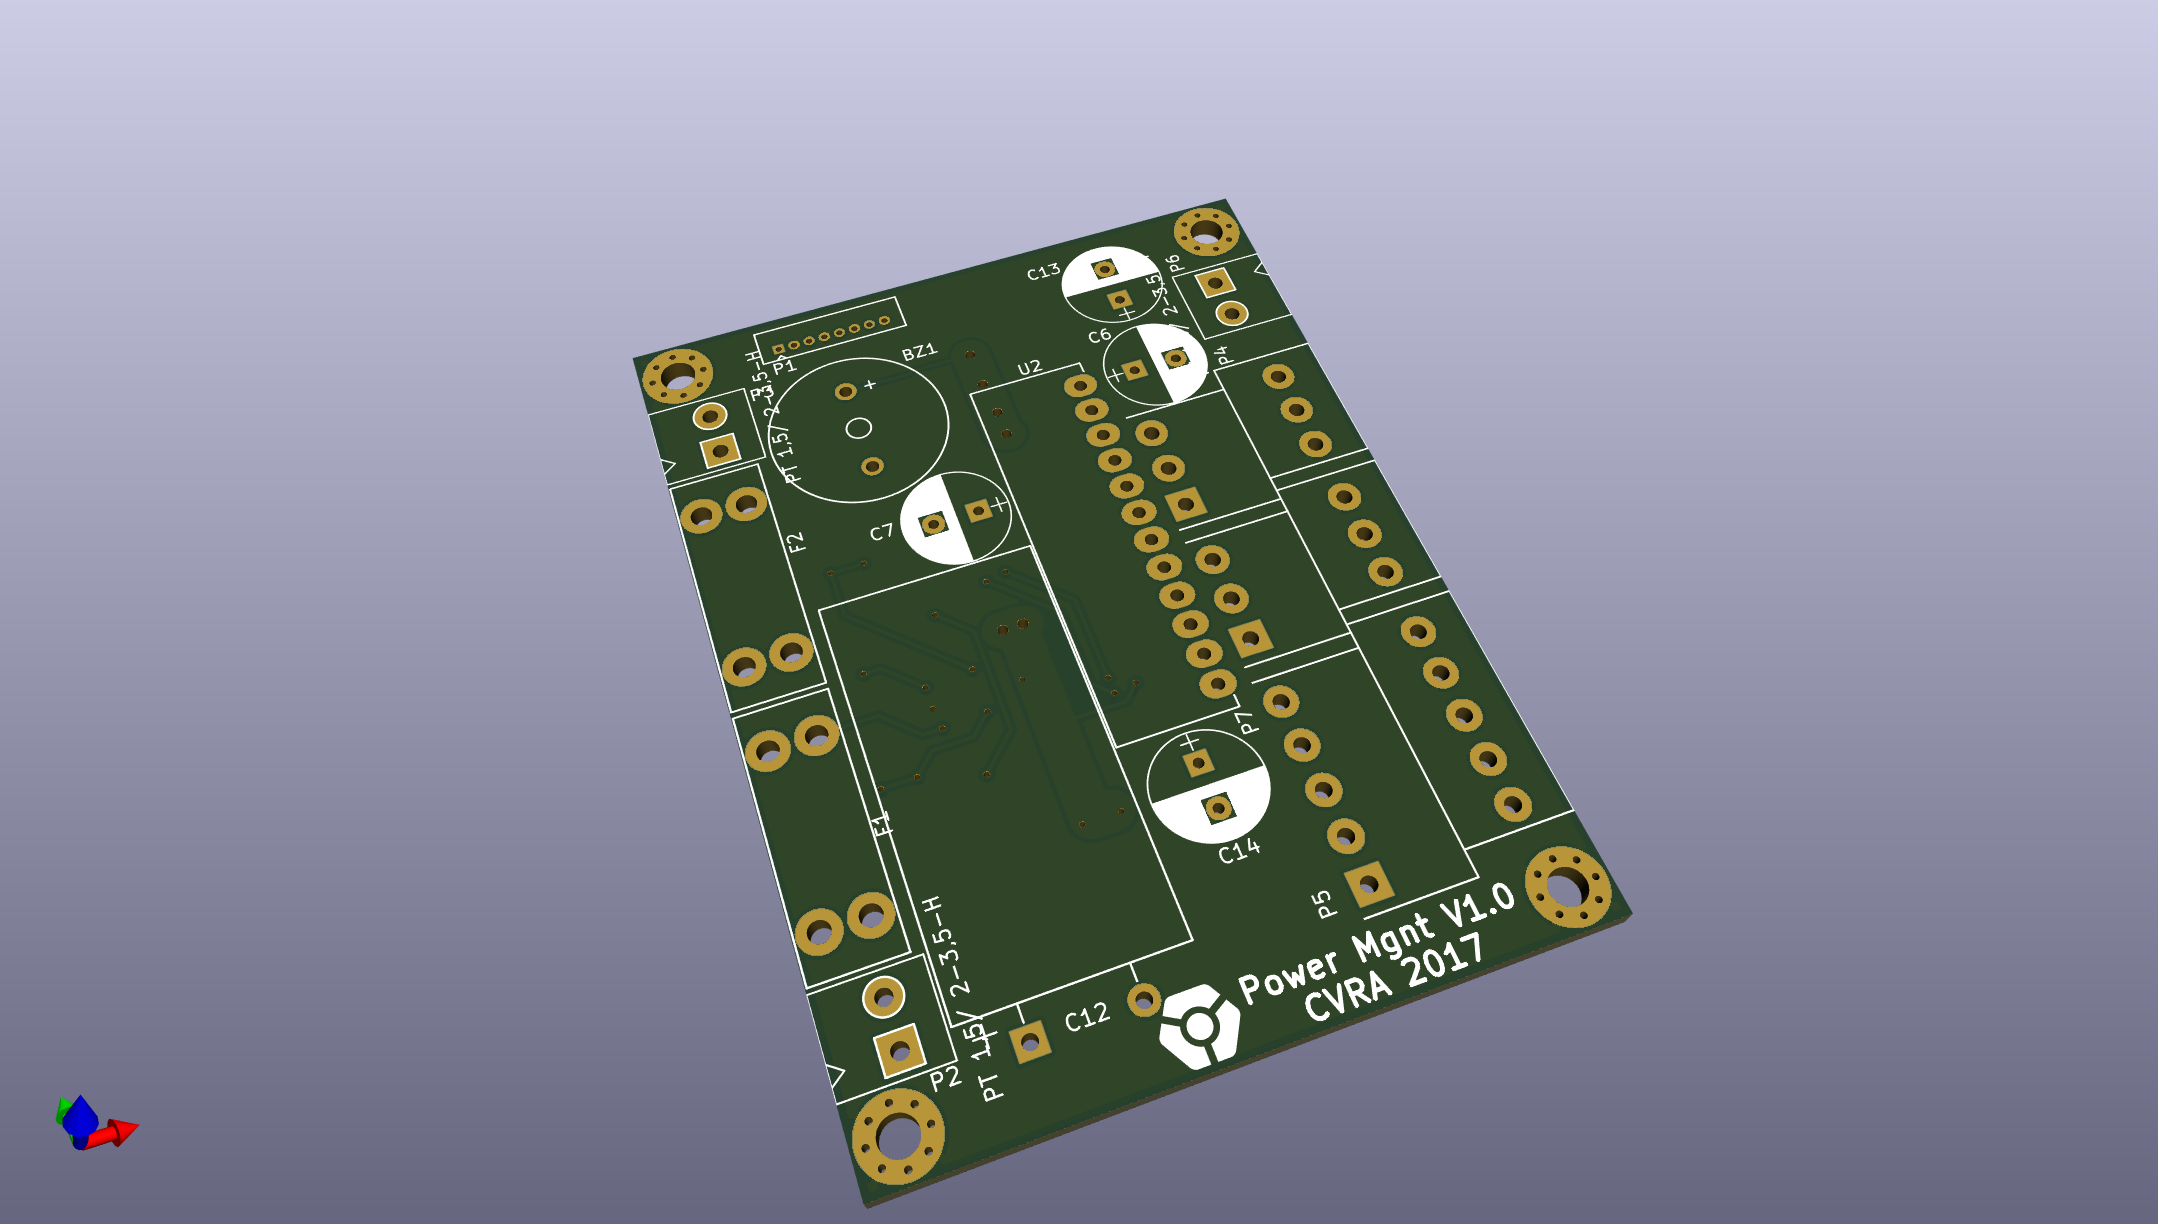 C13
P6
2-3,5
C6
P4
P1
BZ1
U2
PT 1,5/ 2-3,5-H
C7
F2
P7
F1
C14
P5
PT 1,5/ 2-3,5-H
C12
P2
Power Mgnt V1.0
CVRA 2017